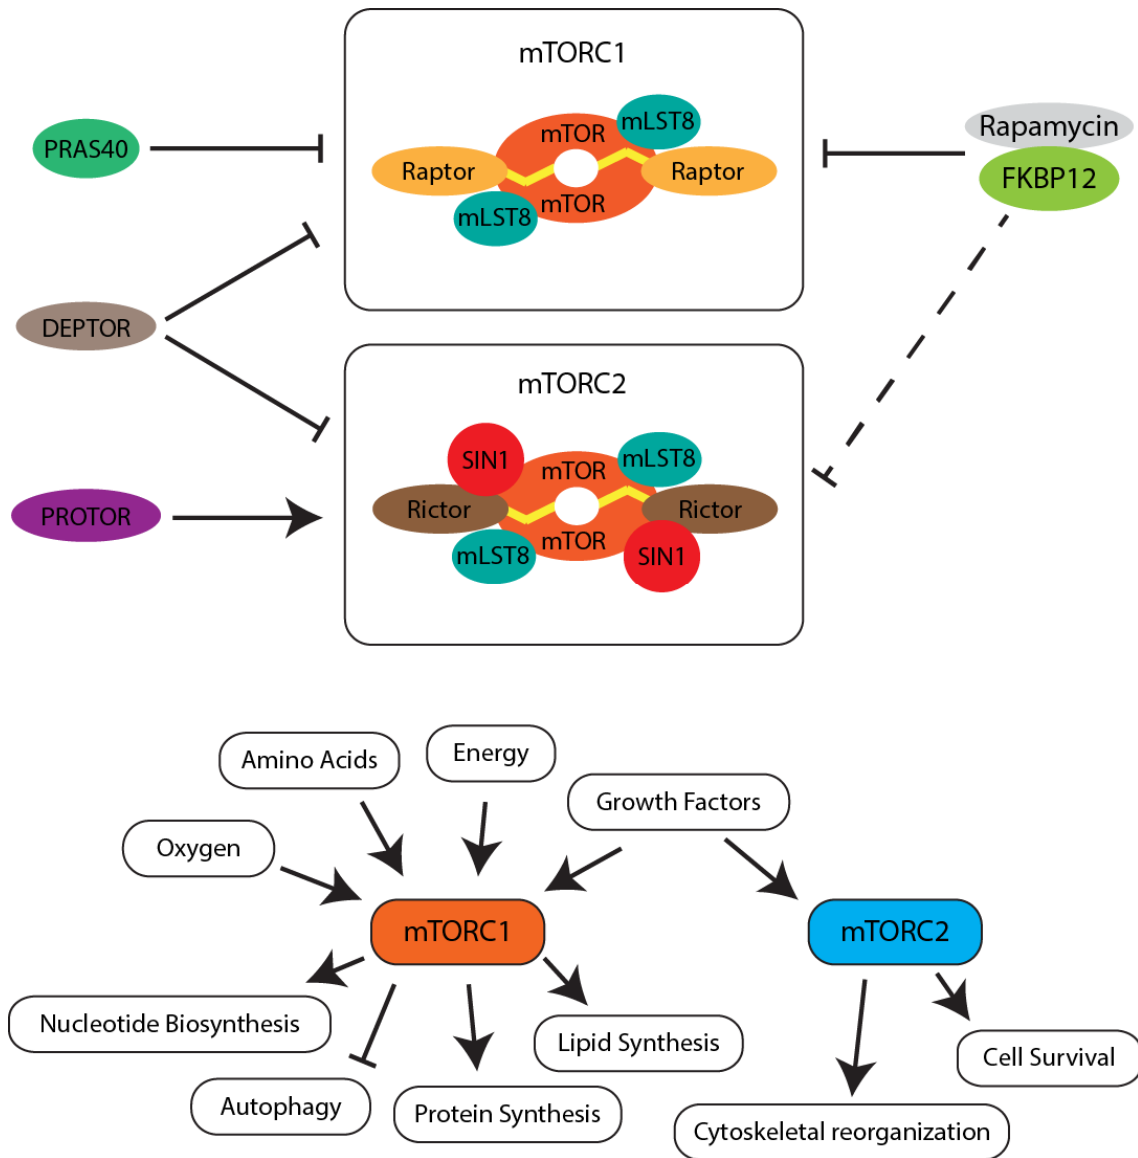 mTORC1
PRAS40
mTOR
mLST8
Raptor
Raptor
mLST8
mTOR
Rapamycin
FKBP12
DEPTOR
mTORC2
SIN1
mTOR
mLST8
Rictor
Rictor
mLST8
mTOR
SIN1
PROTOR
Amino Acids
Energy
Growth Factors
Oxygen
mTORC1
mTORC2
Nucleotide Biosynthesis
Lipid Synthesis
Cell Survival
Autophagy
Protein Synthesis
Cytoskeletal reorganization